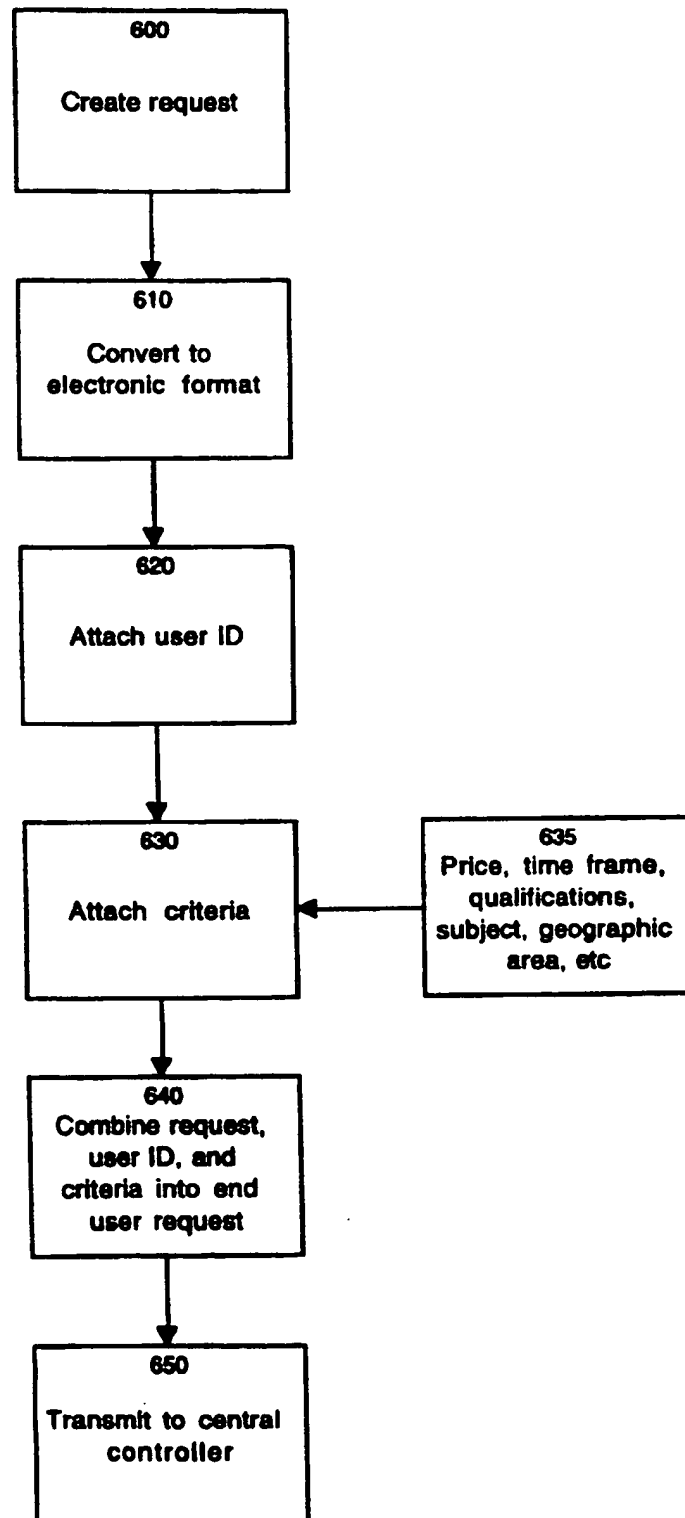 600
Create request
610
Convert to
electronic format
620
Attach user ID
630
Attach criteria
635
Price, time frame,
qualifications,
subject, geographic
area, etc
640
Combine request,
user ID, and
criteria into end
user request
650
Transmit to central
controller